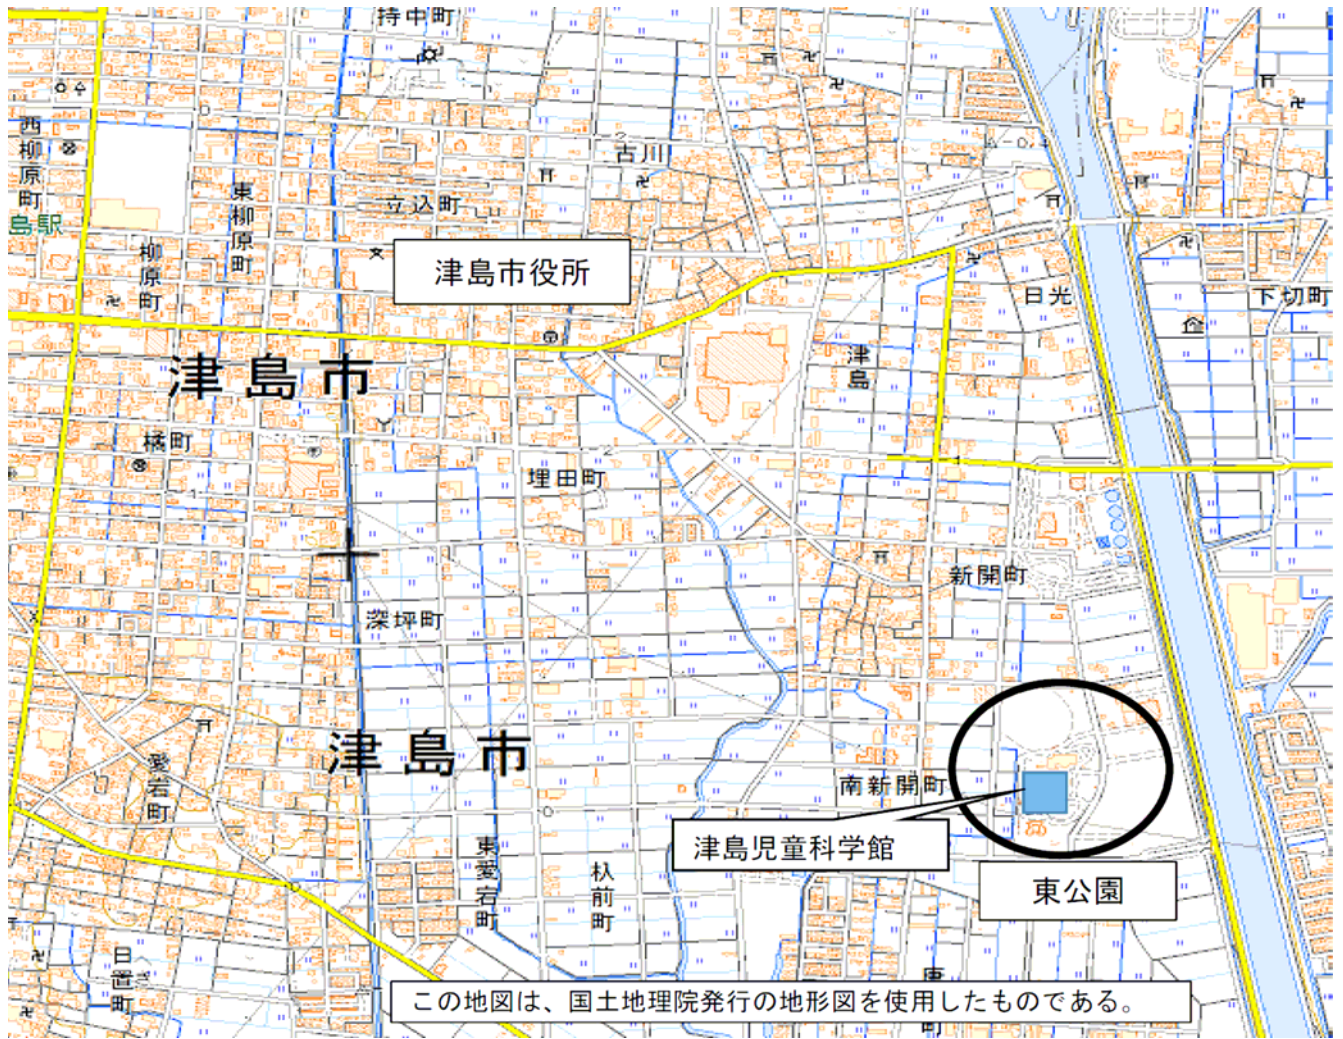 持中町
西柳原町
古川
東柳原町
立込町
島駅
柳原町
津島市役所
日光
下切町
津島
津島市
橘町
埋田町
新開町
深坪町
津島市
愛宕町
南新開町
津島児童科学館
東愛宕町
杁前町
東公園
日置町
この地図は、国土地理院発行の地形図を使用したものである。